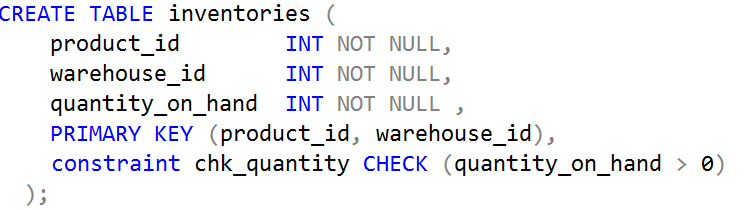 CREATE TABLE inventories (
    product_id        INT NOT NULL,
    warehouse_id      INT NOT NULL,
    quantity_on_hand  INT NOT NULL ,
    PRIMARY KEY (product_id, warehouse_id),
    constraint chk_quantity CHECK (quantity_on_hand > 0)
  );